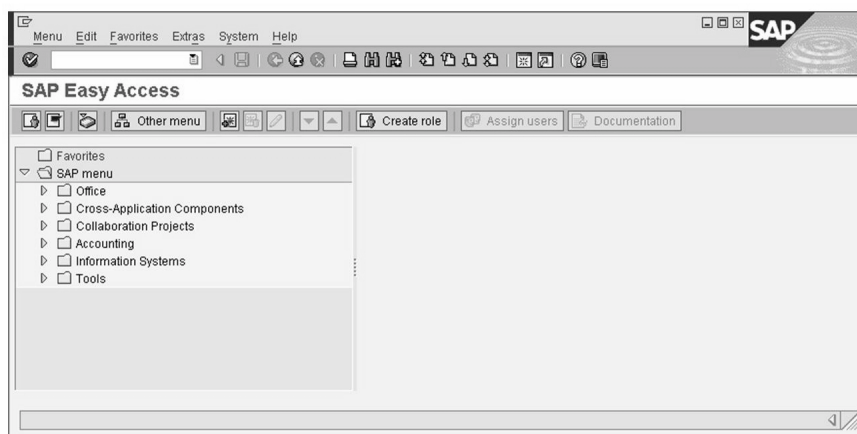 Menu Edit Favorites Extras System Help
SAP
SAP Easy Access
Other menu Create role Assign users Documentation
Favorites
SAP menu
Office
Cross-Application Components
Collaboration Projects
Accounting
Information Systems
Tools